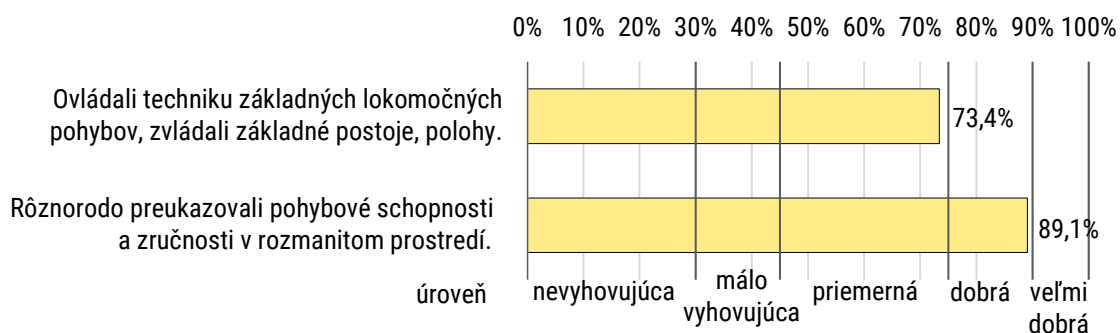 0% 10% 20% 30% 40% 50% 60% 70% 80% 90% 100%
Ovládali techniku základných lokomočných
pohybov, zvládali základné postoje, polohy.
73,4%
Rôznorodo preukazovali pohybové schopnosti
a zručnosti v rozmanitom prostredí.
89,1%
úroveň
nevyhovujúca
málo
vyhovujúca
priemerná
dobrá
veľmi
dobrá